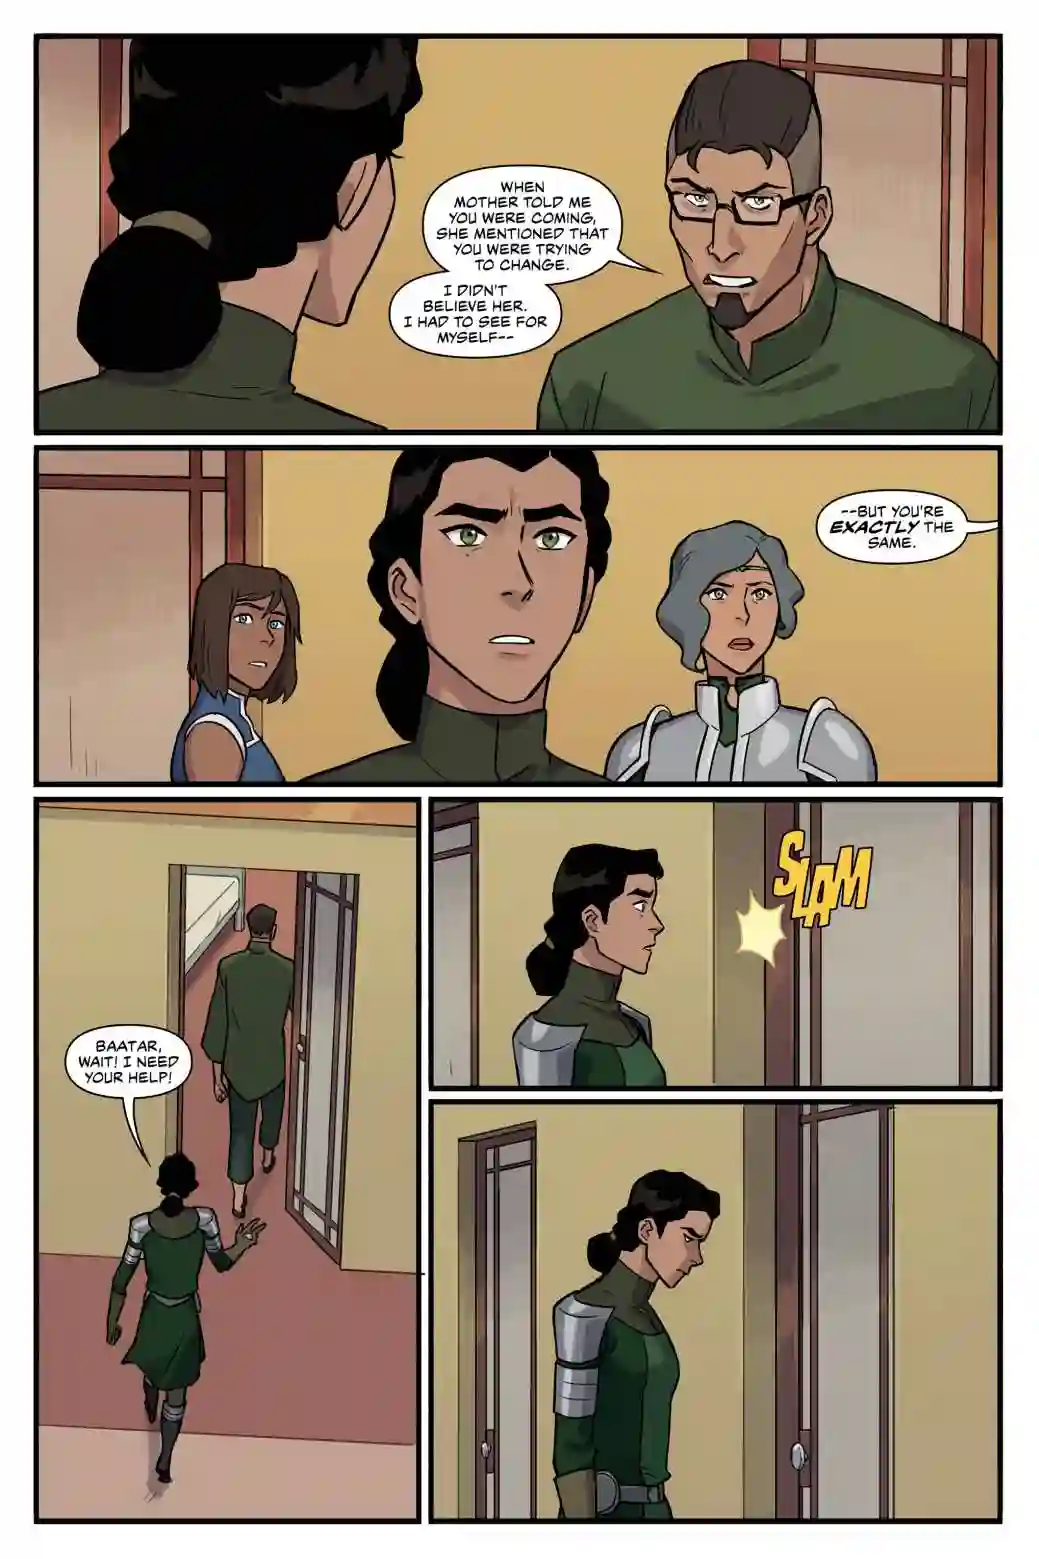 WHEN
MOTHER TOLD ME
YOU WERE COMING,
SHE MENTIONED THAT
YOU WERE TRYING
TO CHANGE.
I DIDN'T
BELIEVE HER.
I HAD TO SEE FOR
MYSELF--
--BUT YOU'RE
EXACTLY THE
SAME.
BAATAR,
WAIT! I NEED
YOUR HELP!
SLAM